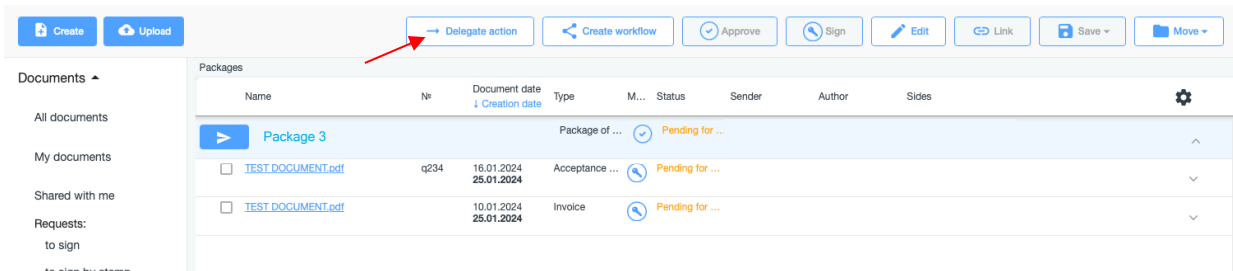 Create Upload Delegate action Create workflow Approve Sign Edit Link Save Move
Documents
All documents
My documents
Shared with me
Requests:
to sign
Packages
Name № Document date Type M... Status Sender Author Sides
↓ Creation date
Package 3 Package of ... Pending for ...
TEST DOCUMENT.pdf q234 16.01.2024 Acceptance ... Pending for ...
25.01.2024
TEST DOCUMENT.pdf 10.01.2024 Invoice Pending for ...
25.01.2024